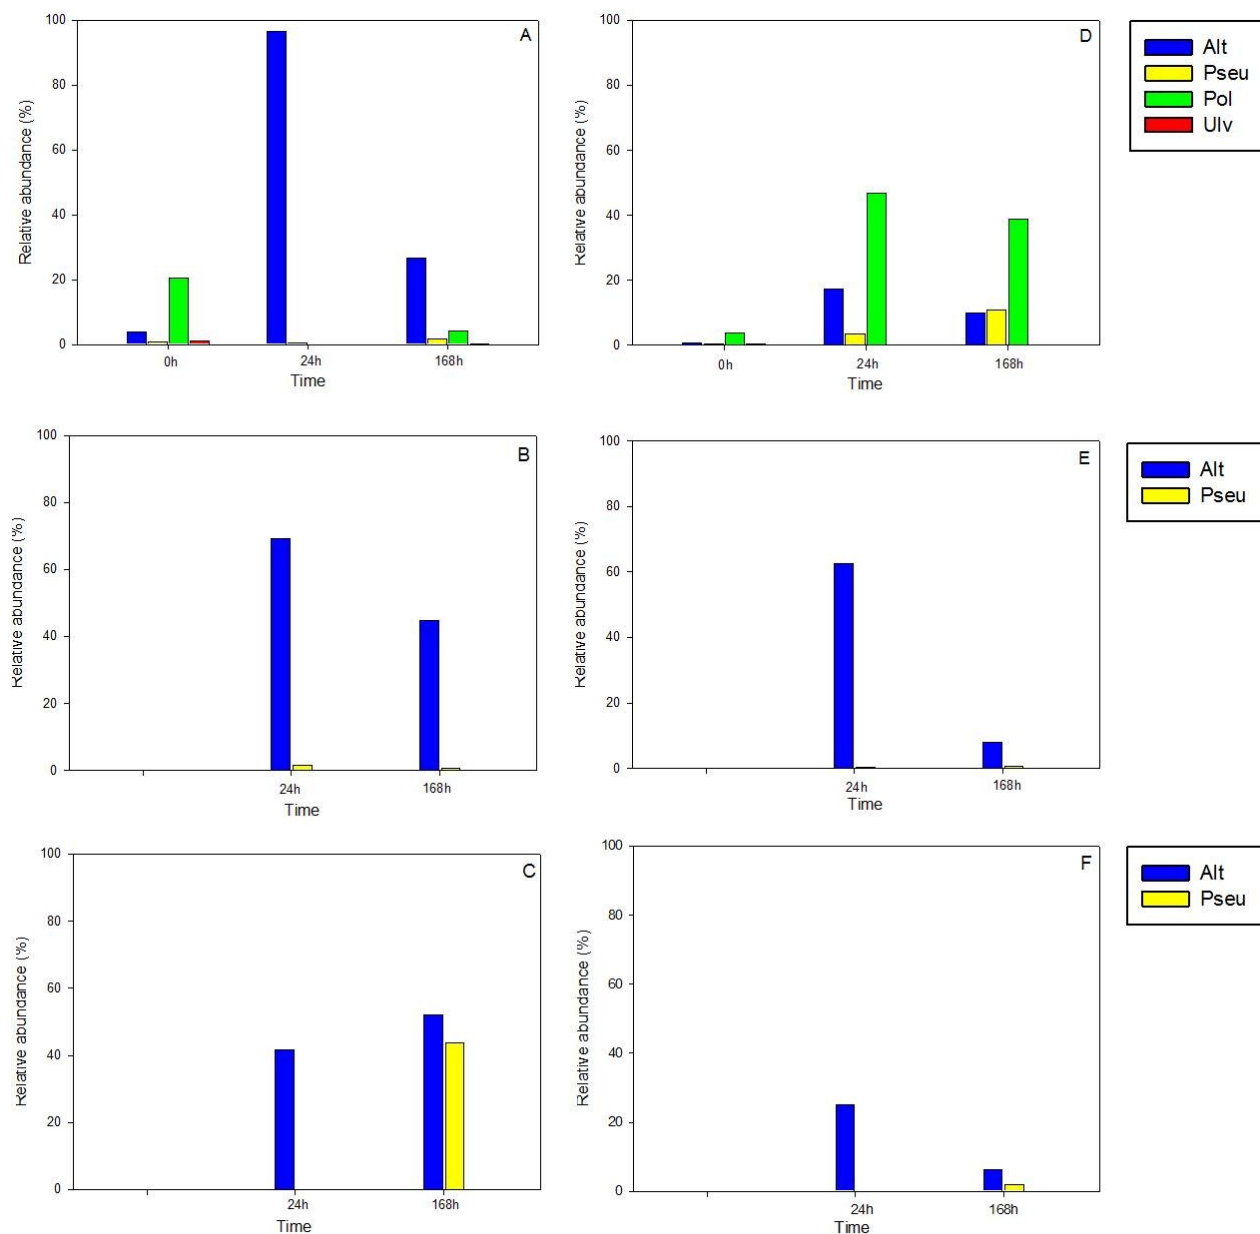 A
100
80
60
40
20
0
Relative abundance (%)
0h 24h 168h
Time
D
100
80
60
40
20
0
Relative abundance (%)
0h 24h 168h
Time
Alt
Pseu
Pol
Ulv
B
100
80
60
40
20
0
Relative abundance (%)
24h 168h
Time
E
100
80
60
40
20
0
Relative abundance (%)
24h 168h
Time
Alt
Pseu
C
100
80
60
40
20
0
Relative abundance (%)
24h 168h
Time
F
100
80
60
40
20
0
Relative abundance (%)
24h 168h
Time
Alt
Pseu